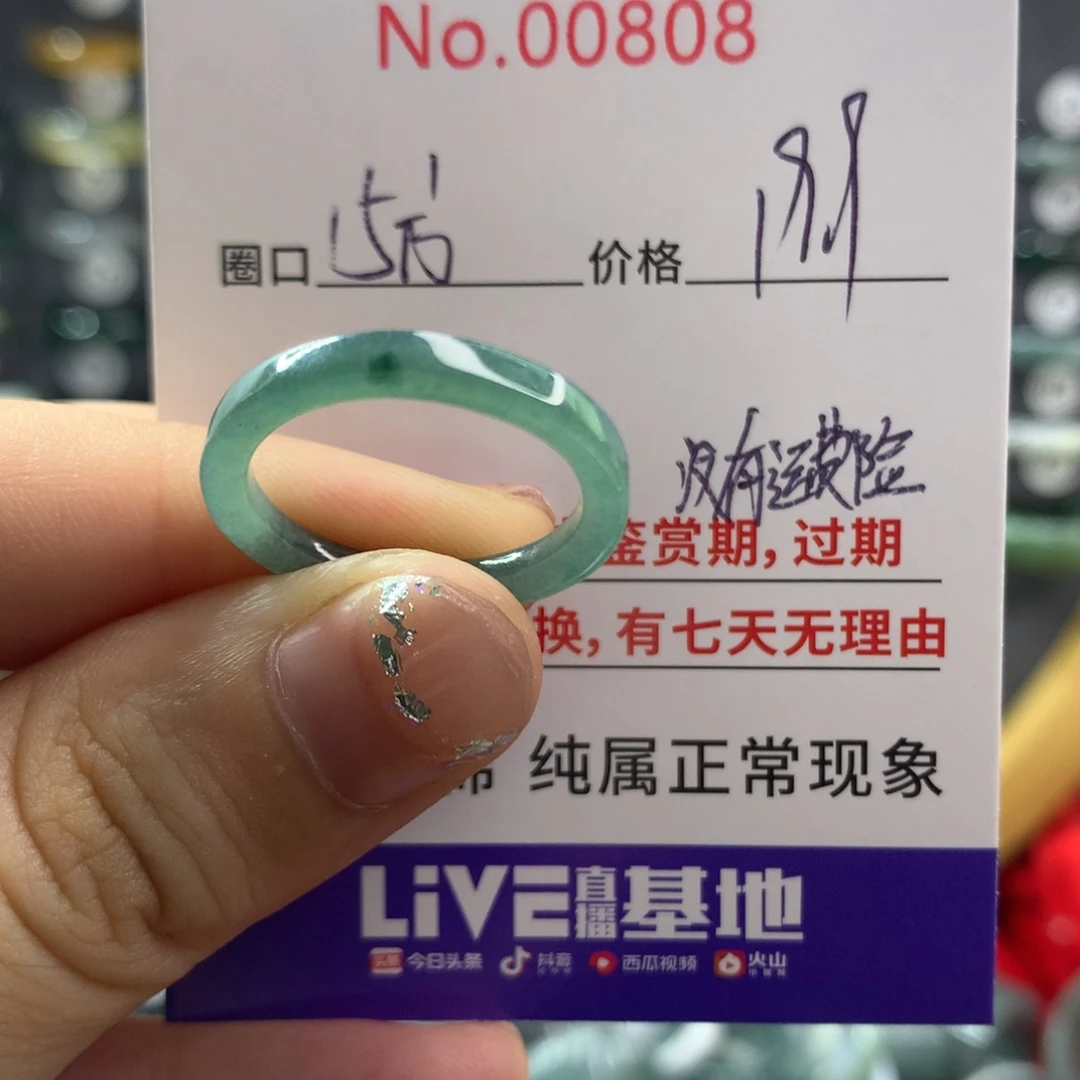 No.00808
圈口 价格
没有运费险
鉴赏期, 过期
换, 有七天无理由
纯属正常现象
LiVE直播基地
今日头条 抖音 西瓜视频 火山